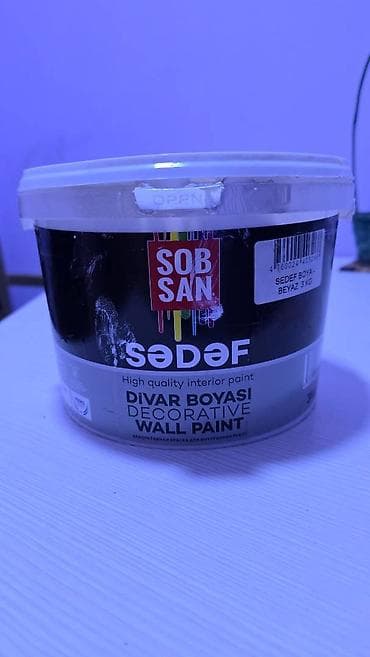 OPEN
SOB
SAN
SEDEF BOYA -
BEYAZ 3 KG
SəDəF
High quality interior paint
DiVAR BOYASI
DECORATIVE
WALL PAINT